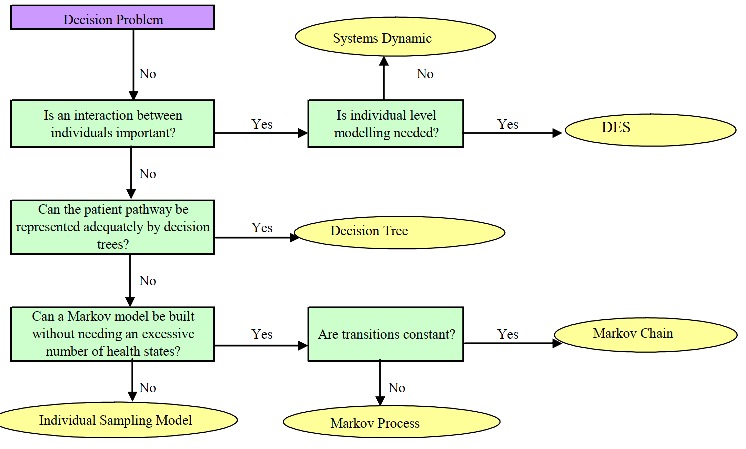 Decision Problem
Systems Dynamic
No
No
Is an interaction between
individuals important?
Yes
Is individual level
modelling needed?
Yes
DES
No
Can the patient pathway be
represented adequately by decision
trees?
Yes
Decision Tree
No
Can a Markov model be built
without needing an excessive
number of health states?
Yes
Are transitions constant?
Yes
Markov Chain
No
No
Individual Sampling Model
Markov Process